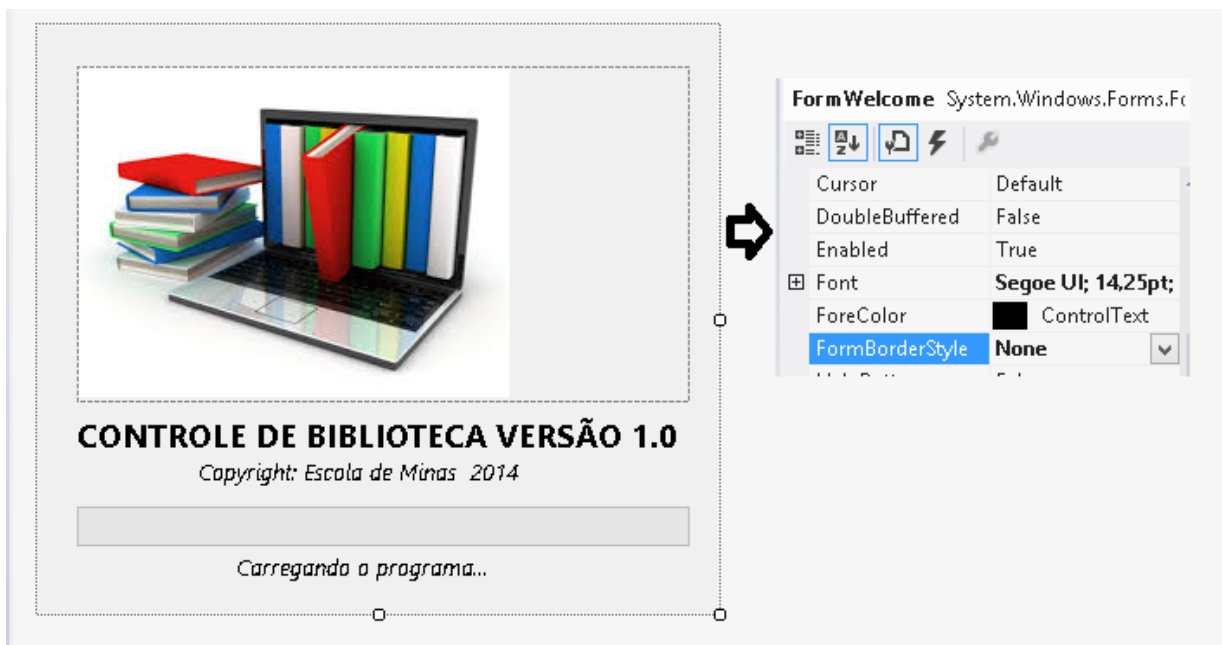 CONTROLE DE BIBLIOTECA VERSÃO 1.0
Copyright: Escola de Minas 2014
Carregando o programa...
FormWelcome System.Windows.Forms.Fo
Cursor Default
DoubleBuffered False
Enabled True
Font Segoe UI; 14,25pt;
ForeColor ControlText
FormBorderStyle None